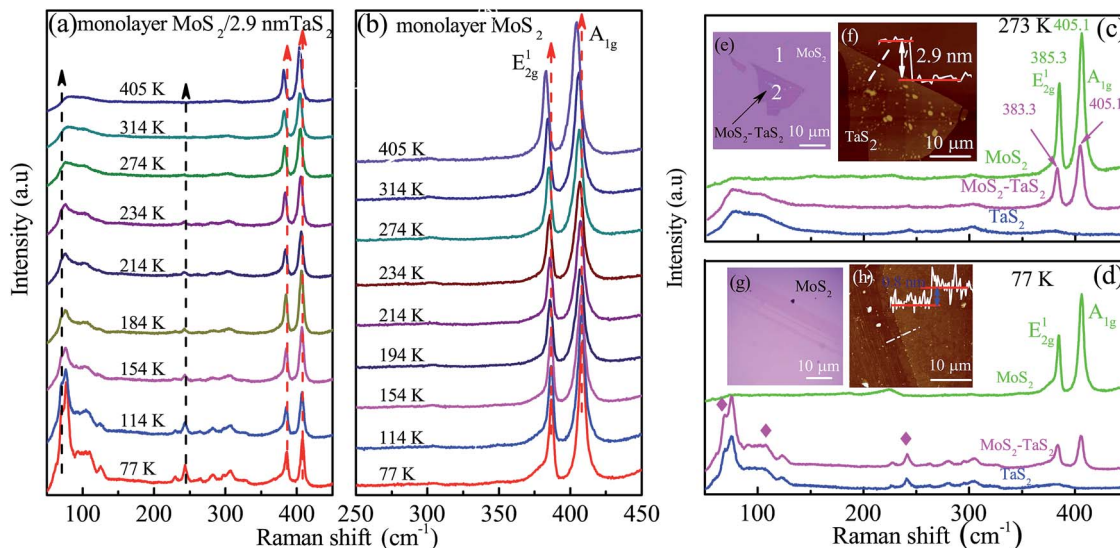 (a) monolayer MoS₂/2.9 nmTaS₂
405 K
314 K
274 K
234 K
214 K
184 K
154 K
114 K
77 K
50 150 250 350 450
Raman shift (cm⁻¹)
Intensity (a.u)
(b) monolayer MoS₂
E¹₂g
A₁g
405 K
314 K
274 K
234 K
214 K
194 K
154 K
114 K
77 K
250 300 350 400 450
Raman shift (cm⁻¹)
Intensity (a.u)
273 K (c)
(e)
1 MoS₂
2
MoS₂-TaS₂
10 μm
(f)
2.9 nm
TaS₂
10 μm
405.1
385.3
E¹₂g
A₁g
383.3
405.1
MoS₂
MoS₂-TaS₂
TaS₂
77 K (d)
(g)
MoS₂
10 μm
(h)
10 μm
E¹₂g
A₁g
MoS₂
MoS₂-TaS₂
TaS₂
100 200 300 400
Raman shift (cm⁻¹)